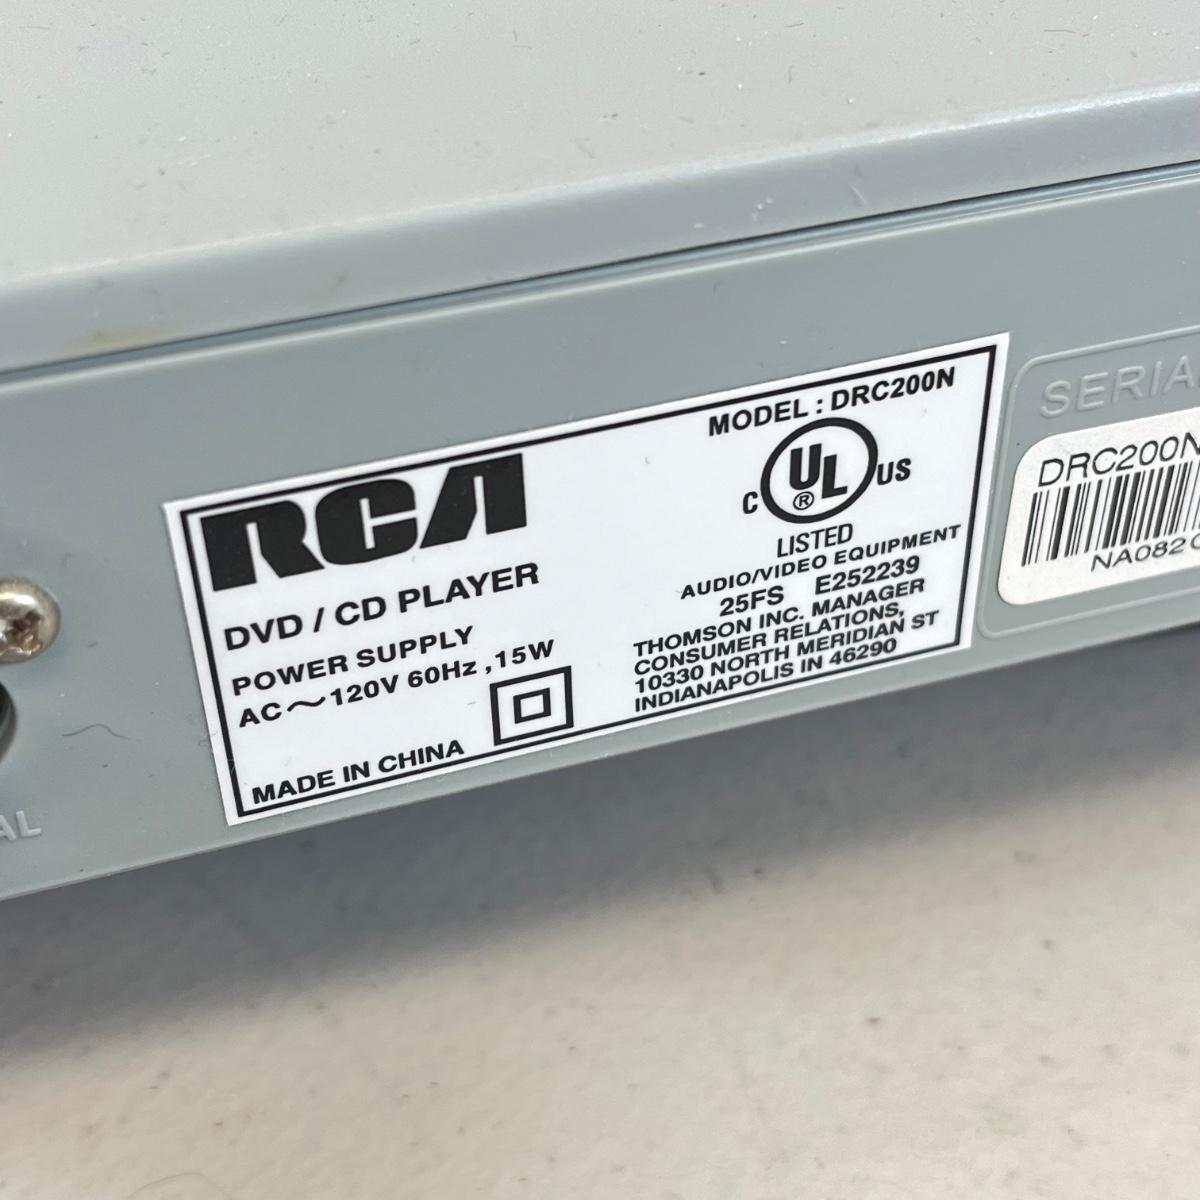 RCA
DVD / CD PLAYER
POWER SUPPLY
AC～120V 60Hz ,15W
MADE IN CHINA
MODEL : DRC200N
C UL ® US
LISTED
AUDIO/VIDEO EQUIPMENT
25FS E252239
THOMSON INC. MANAGER
CONSUMER RELATIONS,
10330 NORTH MERIDIAN ST
INDIANAPOLIS IN 46290
DRC200N
NA082